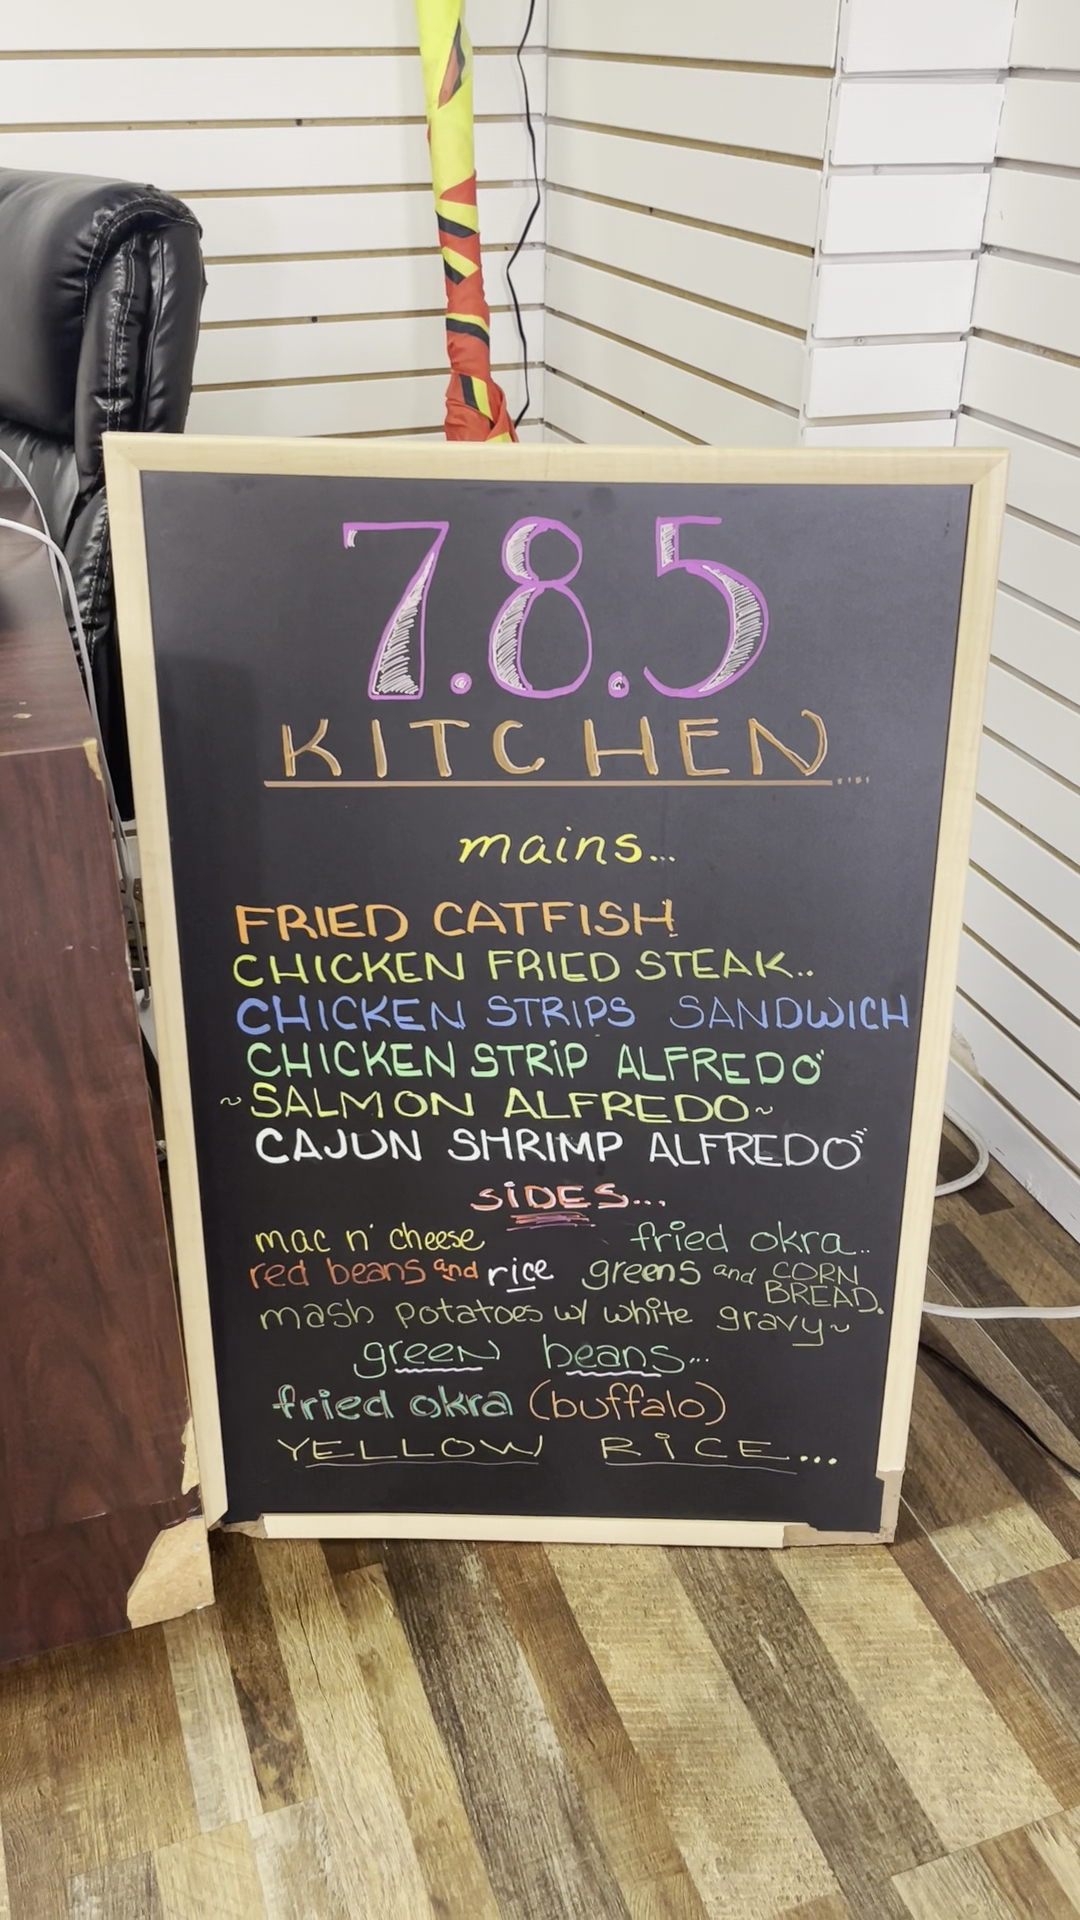 7.8.5
KITCHEN....
mains...
FRIED CATFISH
CHICKEN FRIED STEAK..
CHICKEN STRIPS SANDWICH
CHICKEN STRIP ALFREDO
~SALMON ALFREDO~
CAJUN SHRIMP ALFREDO
SIDES...
mac n' cheese fried okra..
red beans and rice greens and CORN BREAD.
mash potatoes w/ white gravy~
green beans...
fried okra (buffalo)
YELLOW RICE...